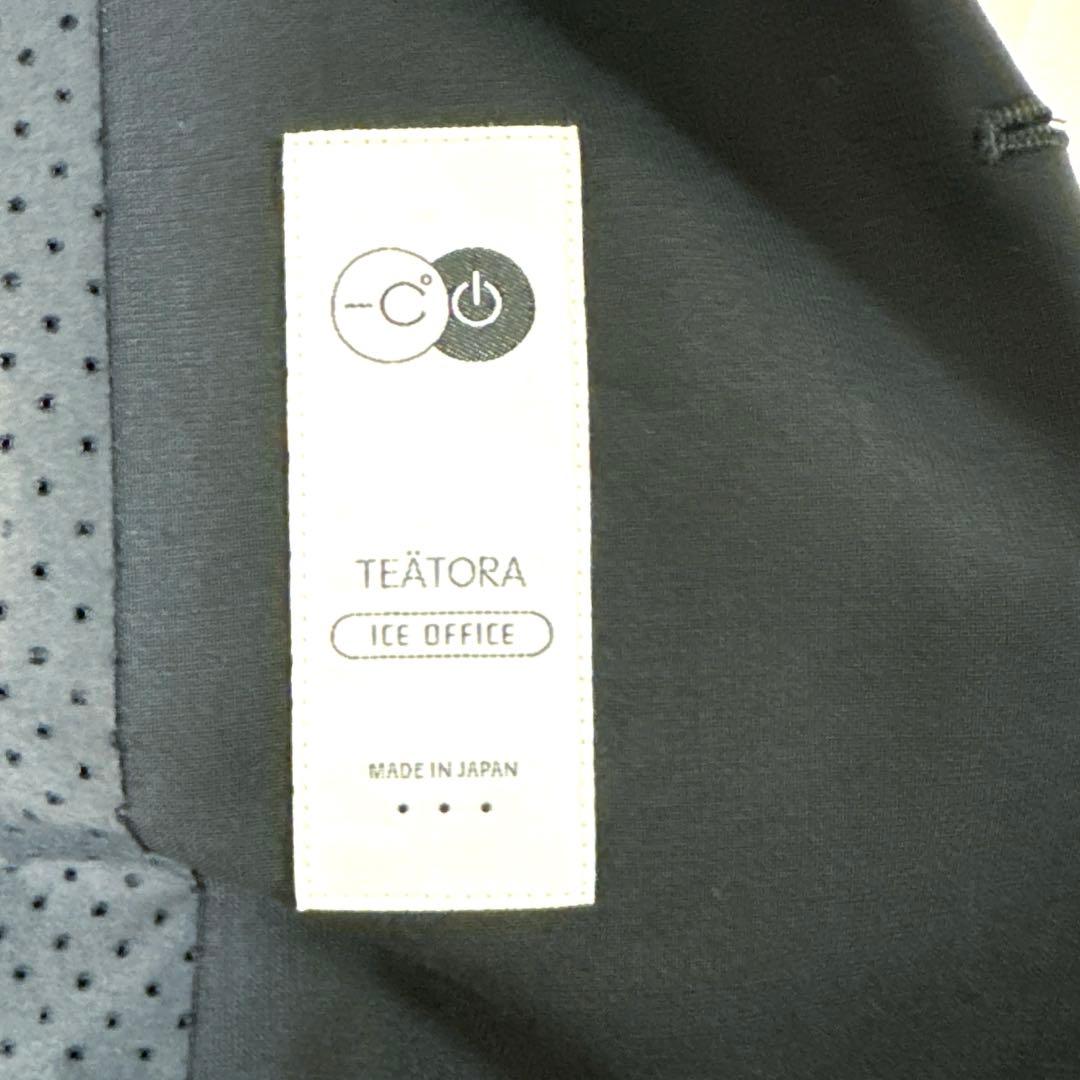 —C°
TEÄTORA
ICE OFFICE
MADE IN JAPAN
• • •